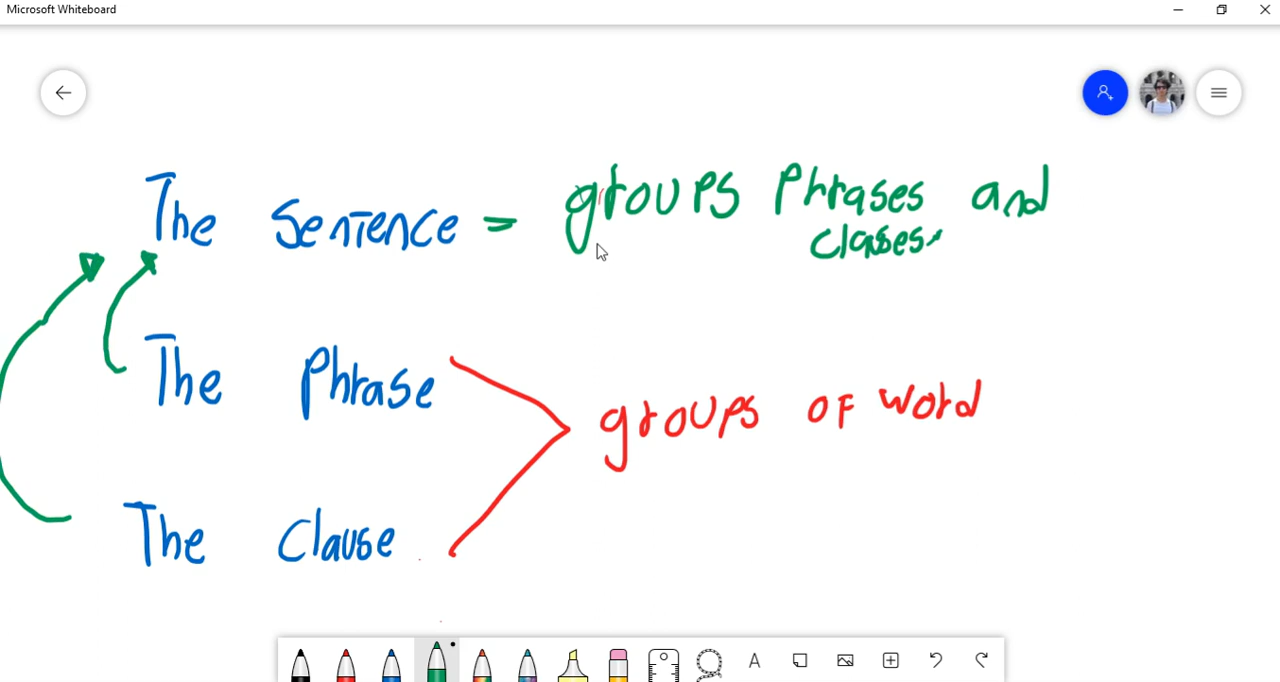 Microsoft Whiteboard
The Sentence = groups Phrases and
clases.
The Phrase
groups of word
The Clause
A